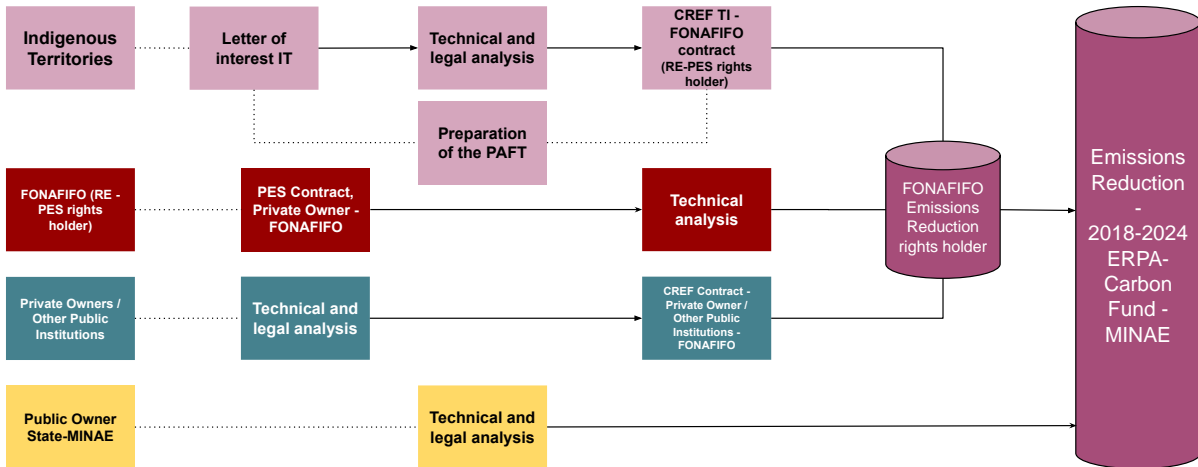 Indigenous
Territories
Letter of
interest IT
Technical and
legal analysis
CREF TI -
FONAFIFO
contract
(RE-PES rights
holder)
Preparation
of the PAFT
FONAFIFO (RE -
PES rights
holder)
PES Contract,
Private Owner -
FONAFIFO
Technical
analysis
Private Owners /
Other Public
Institutions
Technical and
legal analysis
CREF Contract -
Private Owner /
Other Public
Institutions -
FONAFIFO
Public Owner
State-MINAE
Technical and
legal analysis
FONAFIFO
Emissions
Reduction
rights holder
Emissions
Reduction
-
2018-2024
ERPA-
Carbon
Fund -
MINAE